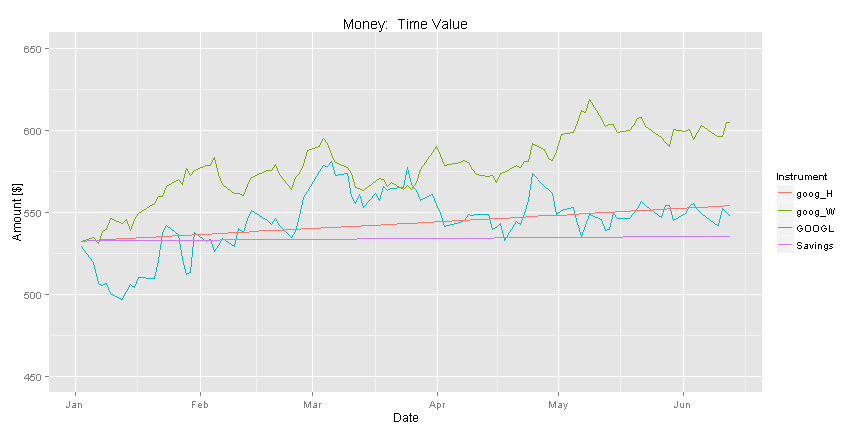 Money:  Time Value
650
600
550
500
450
Amount [$]
Jan
Feb
Mar
Apr
May
Jun
Date
Instrument
goog_H
goog_W
GOOGL
Savings